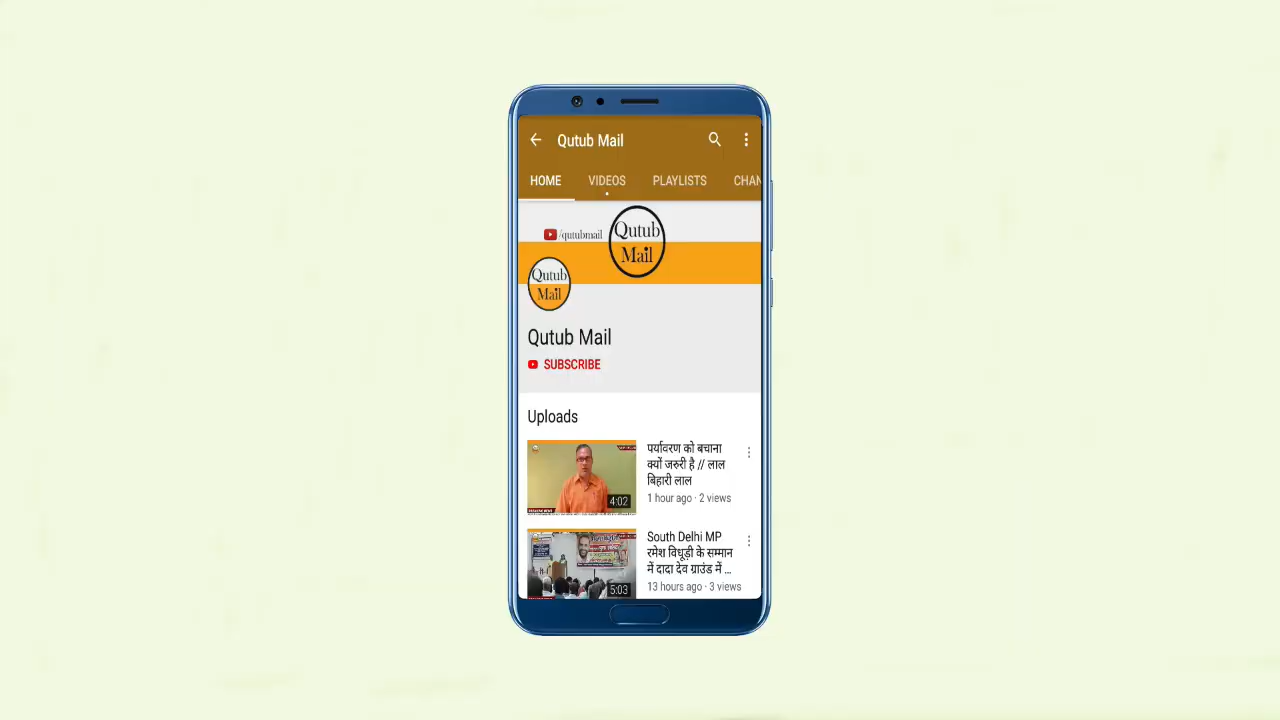 Qutub Mail
HOME VIDEOS PLAYLISTS CHAN
/qutubmail
Qutub
Mail
Qutub
Mail
Qutub Mail
SUBSCRIBE
Uploads
पर्यावरण को बचाना
क्यों जरुरी है // लाल
बिहारी लाल
1 hour ago · 2 views
4:02
South Delhi MP
रमेश विधूड़ी के सम्मान
में दादा देव ग्राउंड में ...
13 hours ago · 3 views
5:03